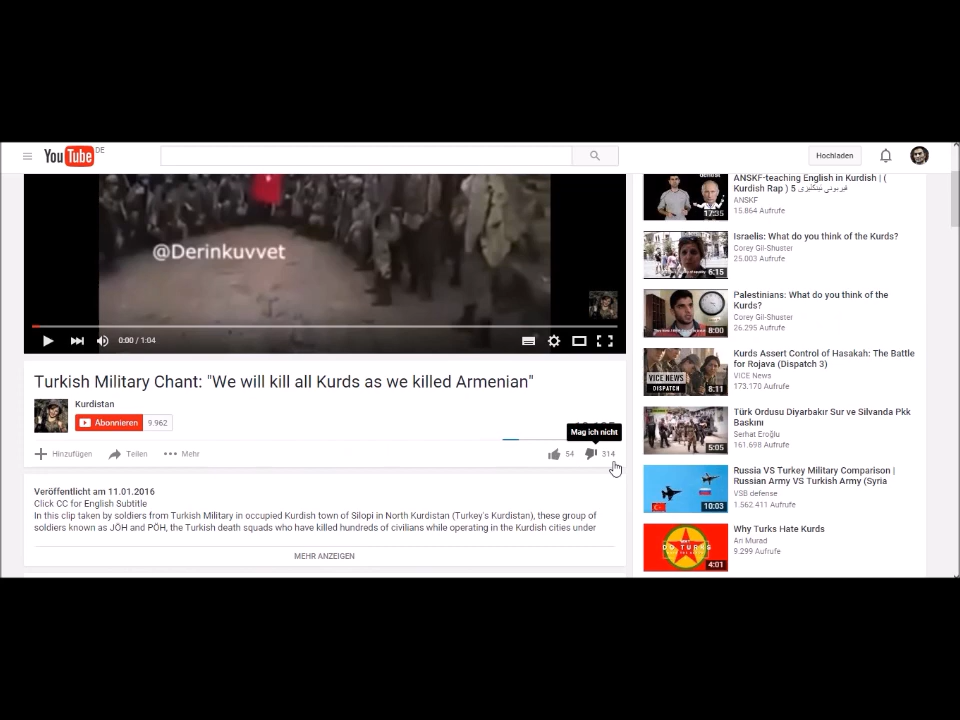 YouTube DE
Hochladen
@Derinkuvvet
0:00 / 1:04
Turkish Military Chant: "We will kill all Kurds as we killed Armenian"
Kurdistan
Abonnieren 9.962
Mag ich nicht
Hinzufügen Teilen Mehr 54 314
Veröffentlicht am 11.01.2016
Click CC for English Subtitle
In this clip taken by soldiers from Turkish Military in occupied Kurdish town of Silopi in North Kurdistan (Turkey's Kurdistan), these group of
soldiers known as JÖH and PÖH, the Turkish death squads who have killed hundreds of civilians while operating in the Kurdish cities under
MEHR ANZEIGEN
ANSKF-teaching English in Kurdish | (
Kurdish Rap ) 5
ANSKF
15.864 Aufrufe
17:35
Israelis: What do you think of the Kurds?
Corey Gil-Shuster
25.003 Aufrufe
6:15
Palestinians: What do you think of the
Kurds?
Corey Gil-Shuster
26.295 Aufrufe
8:00
Kurds Assert Control of Hasakah: The Battle
for Rojava (Dispatch 3)
VICE News
173.170 Aufrufe
VICE NEWS
DISPATCH
8:11
Türk Ordusu Diyarbakır Sur ve Silvanda Pkk
Baskını
Serhat Eroğlu
161.698 Aufrufe
5:05
Russia VS Turkey Military Comparison |
Russian Army VS Turkish Army (Syria
VSB defense
1 562.411 Aufrufe
10:03
Why Turks Hate Kurds
Ari Murad
9.299 Aufrufe
WHY
DO TURKS
4:01